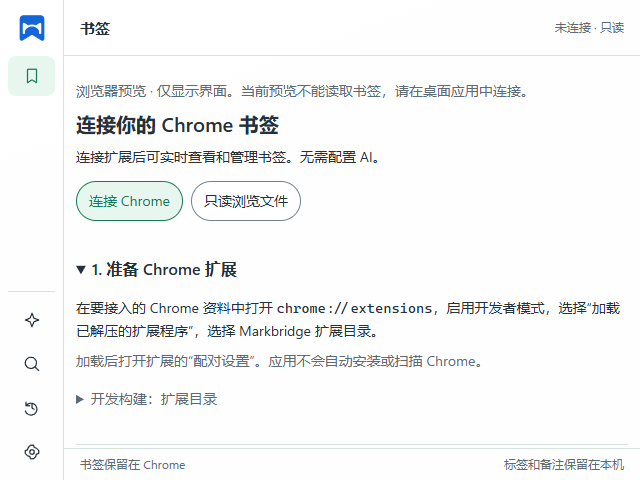 书签
未连接 · 只读
浏览器预览 · 仅显示界面。当前预览不能读取书签，请在桌面应用中连接。
连接你的 Chrome 书签
连接扩展后可实时查看和管理书签。无需配置 AI。
连接 Chrome
只读浏览文件
1. 准备 Chrome 扩展
在要接入的 Chrome 资料中打开 chrome://extensions，启用开发者模式，选择“加载
已解压的扩展程序”，选择 Markbridge 扩展目录。
加载后打开扩展的“配对设置”。应用不会自动安装或扫描 Chrome。
开发构建：扩展目录
书签保留在 Chrome
标签和备注保留在本机